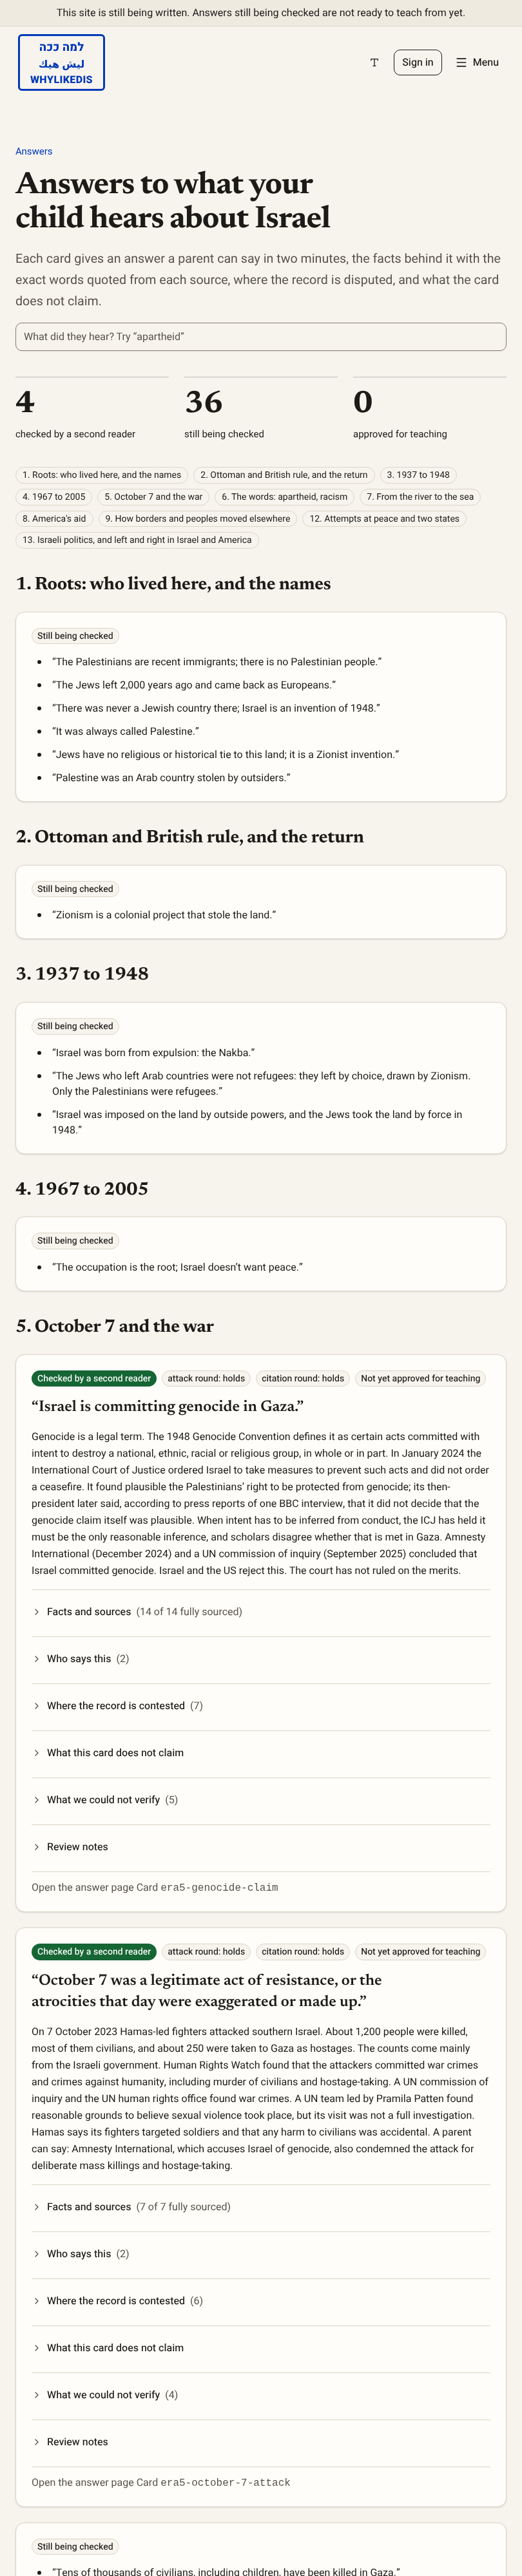 This site is still being written. Answers still being checked are not ready to teach from yet.
למה ככה
ليش هيك
WHYLIKEDIS
T
Sign in
Menu
Answers
Answers to what your
child hears about Israel
Each card gives an answer a parent can say in two minutes, the facts behind it with the
exact words quoted from each source, where the record is disputed, and what the card
does not claim.
What did they hear? Try “apartheid”
4
checked by a second reader
36
still being checked
0
approved for teaching
1. Roots: who lived here, and the names
2. Ottoman and British rule, and the return
3. 1937 to 1948
4. 1967 to 2005
5. October 7 and the war
6. The words: apartheid, racism
7. From the river to the sea
8. America's aid
9. How borders and peoples moved elsewhere
12. Attempts at peace and two states
13. Israeli politics, and left and right in Israel and America
1. Roots: who lived here, and the names
Still being checked
“The Palestinians are recent immigrants; there is no Palestinian people.”
“The Jews left 2,000 years ago and came back as Europeans.”
“There was never a Jewish country there; Israel is an invention of 1948.”
“It was always called Palestine.”
“Jews have no religious or historical tie to this land; it is a Zionist invention.”
“Palestine was an Arab country stolen by outsiders.”
2. Ottoman and British rule, and the return
Still being checked
“Zionism is a colonial project that stole the land.”
3. 1937 to 1948
Still being checked
“Israel was born from expulsion: the Nakba.”
“The Jews who left Arab countries were not refugees: they left by choice, drawn by Zionism.
Only the Palestinians were refugees.”
“Israel was imposed on the land by outside powers, and the Jews took the land by force in
1948.”
4. 1967 to 2005
Still being checked
“The occupation is the root; Israel doesn’t want peace.”
5. October 7 and the war
Checked by a second reader
attack round: holds
citation round: holds
Not yet approved for teaching
“Israel is committing genocide in Gaza.”
Genocide is a legal term. The 1948 Genocide Convention defines it as certain acts committed with
intent to destroy a national, ethnic, racial or religious group, in whole or in part. In January 2024 the
International Court of Justice ordered Israel to take measures to prevent such acts and did not order
a ceasefire. It found plausible the Palestinians’ right to be protected from genocide; its then-
president later said, according to press reports of one BBC interview, that it did not decide that the
genocide claim itself was plausible. When intent has to be inferred from conduct, the ICJ has held it
must be the only reasonable inference, and scholars disagree whether that is met in Gaza. Amnesty
International (December 2024) and a UN commission of inquiry (September 2025) concluded that
Israel committed genocide. Israel and the US reject this. The court has not ruled on the merits.
Facts and sources (14 of 14 fully sourced)
Who says this (2)
Where the record is contested (7)
What this card does not claim
What we could not verify (5)
Review notes
Open the answer page Card era5-genocide-claim
Checked by a second reader
attack round: holds
citation round: holds
Not yet approved for teaching
“October 7 was a legitimate act of resistance, or the
atrocities that day were exaggerated or made up.”
On 7 October 2023 Hamas-led fighters attacked southern Israel. About 1,200 people were killed,
most of them civilians, and about 250 were taken to Gaza as hostages. The counts come mainly
from the Israeli government. Human Rights Watch found that the attackers committed war crimes
and crimes against humanity, including murder of civilians and hostage-taking. A UN commission of
inquiry and the UN human rights office found war crimes. A UN team led by Pramila Patten found
reasonable grounds to believe sexual violence took place, but its visit was not a full investigation.
Hamas says its fighters targeted soldiers and that any harm to civilians was accidental. A parent
can say: Amnesty International, which accuses Israel of genocide, also condemned the attack for
deliberate mass killings and hostage-taking.
Facts and sources (7 of 7 fully sourced)
Who says this (2)
Where the record is contested (6)
What this card does not claim
What we could not verify (4)
Review notes
Open the answer page Card era5-october-7-attack
Still being checked
“Tens of thousands of civilians, including children, have been killed in Gaza.”